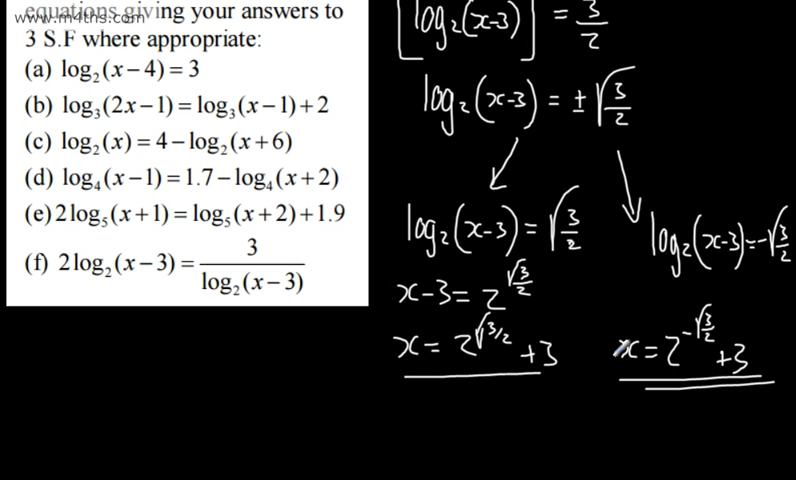 equations giving your answers to
www.m4ths.com
3 S.F where appropriate:
(a) log₂(x−4)=3
(b) log₃(2x−1)=log₃(x−1)+2
(c) log₂(x)=4−log₂(x+6)
(d) log₄(x−1)=1.7−log₄(x+2)
(e) 2log₅(x+1)=log₅(x+2)+1.9
(f) 2log₂(x−3)=3/log₂(x−3)
[log₂(x−3)] = 3/2
log₂(x−3) = ±√(3/2)
log₂(x−3) = √(3/2)
x−3 = 2^√(3/2)
x = 2^√(3/2) +3
log₂(x−3)=−√(3/2)
x = 2^−√(3/2) +3